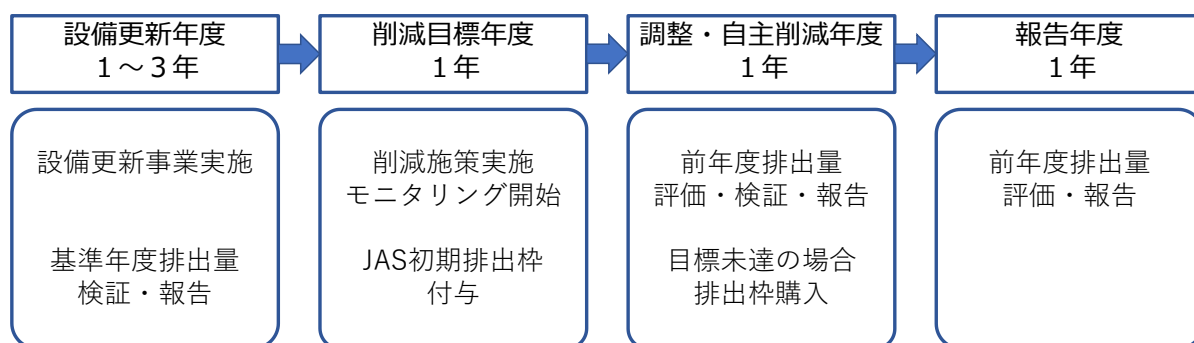 設備更新年度
1～3年
設備更新事業実施
基準年度排出量
検証・報告
削減目標年度
1年
削減施策実施
モニタリング開始
JAS初期排出枠
付与
調整・自主削減年度
1年
前年度排出量
評価・検証・報告
目標未達の場合
排出枠購入
報告年度
1年
前年度排出量
評価・報告